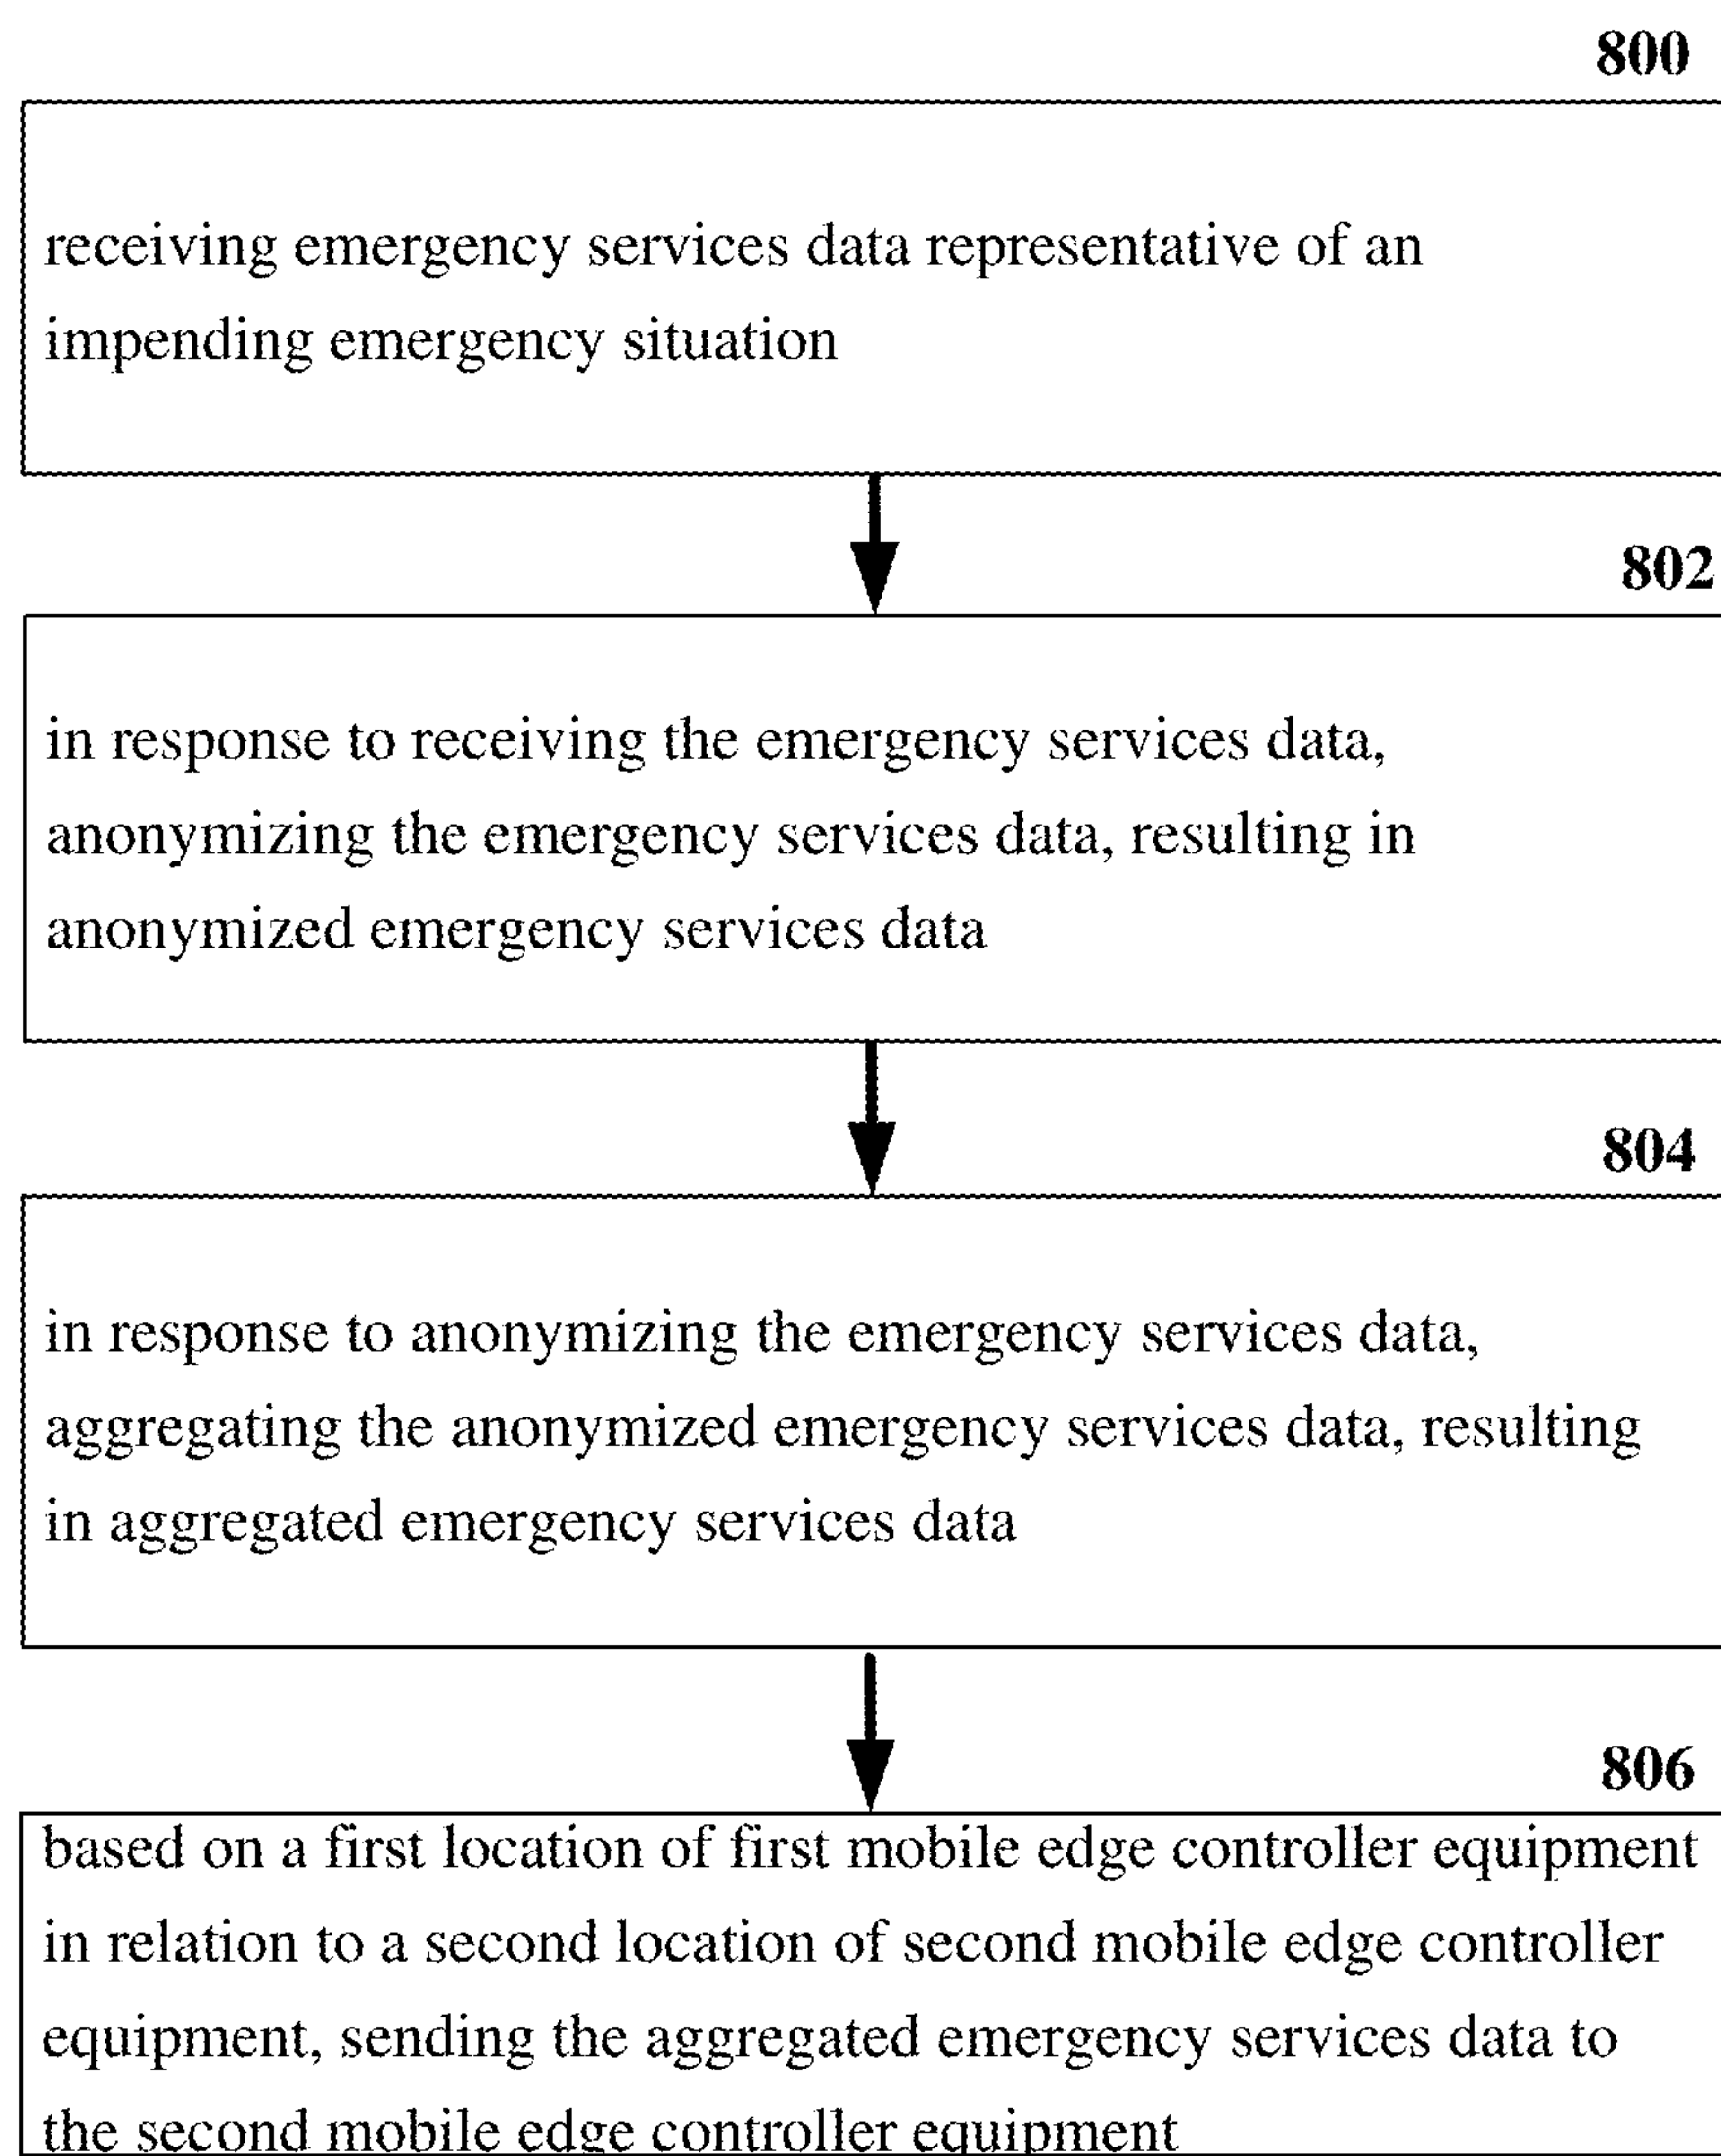 800
receiving emergency services data representative of an
impending emergency situation
802
in response to receiving the emergency services data,
anonymizing the emergency services data, resulting in
anonymized emergency services data
804
in response to anonymizing the emergency services data,
aggregating the anonymized emergency services data, resulting
in aggregated emergency services data
806
based on a first location of first mobile edge controller equipment
in relation to a second location of second mobile edge controller
equipment, sending the aggregated emergency services data to
the second mobile edge controller equipment